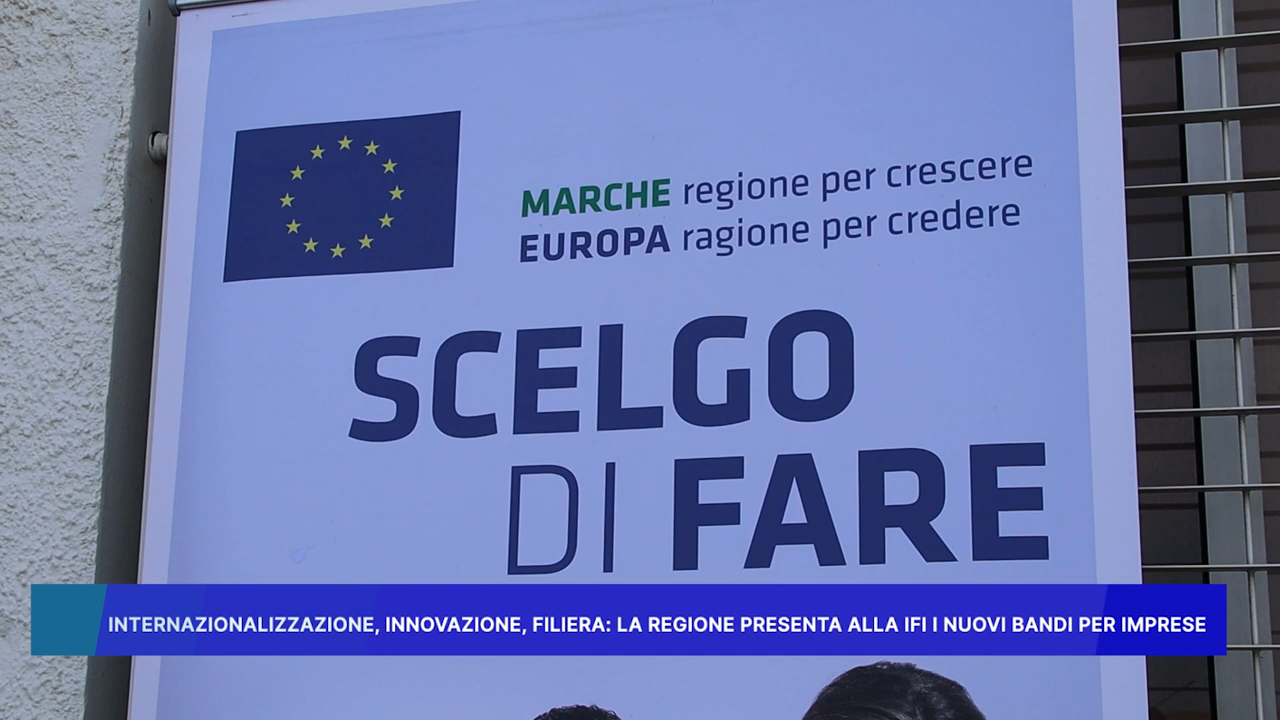 MARCHE regione per crescere
EUROPA ragione per credere
SCELGO
DI FARE
INTERNAZIONALIZZAZIONE, INNOVAZIONE, FILIERA: LA REGIONE PRESENTA ALLA IFI I NUOVI BANDI PER IMPRESE